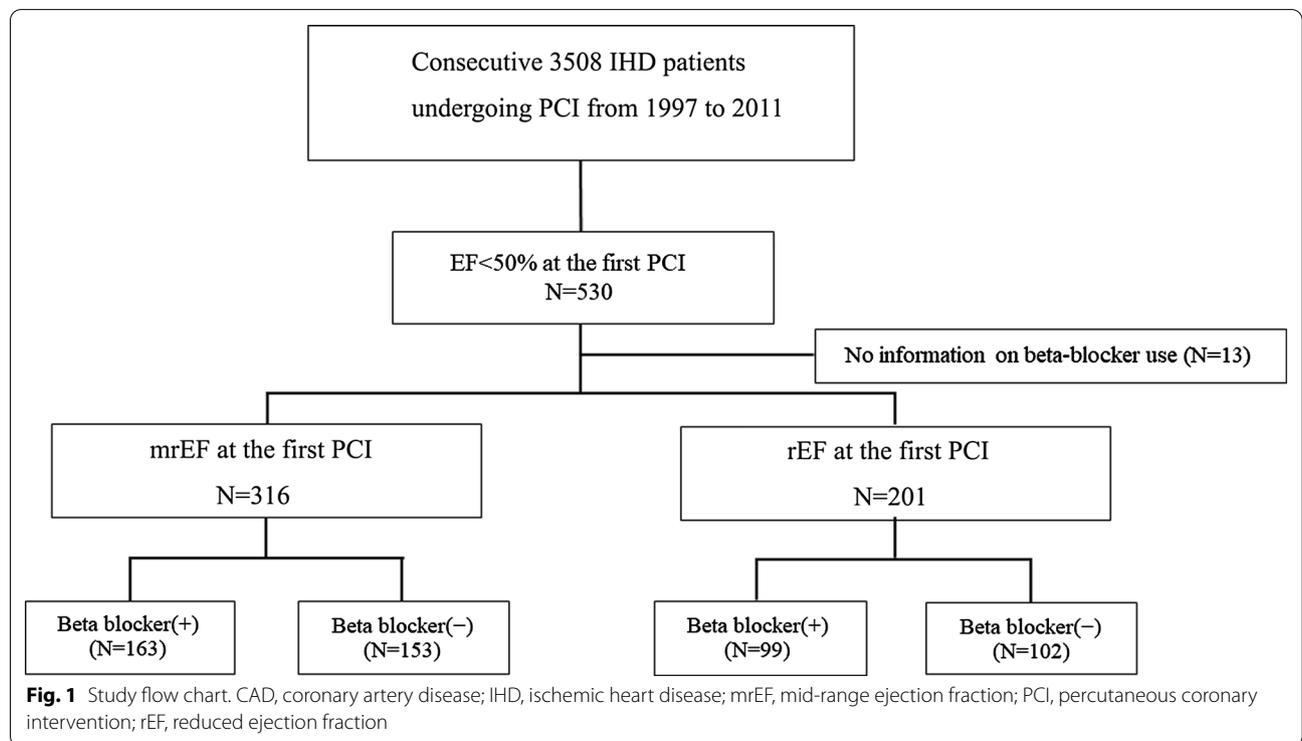 Consecutive 3508 IHD patients
undergoing PCI from 1997 to 2011
EF<50% at the first PCI
N=530
No information on beta-blocker use (N=13)
mrEF at the first PCI
N=316
rEF at the first PCI
N=201
Beta blocker(+)
(N=163)
Beta blocker(−)
(N=153)
Beta blocker(+)
(N=99)
Beta blocker(−)
(N=102)
Fig. 1 Study flow chart. CAD, coronary artery disease; IHD, ischemic heart disease; mrEF, mid-range ejection fraction; PCI, percutaneous coronary
intervention; rEF, reduced ejection fraction